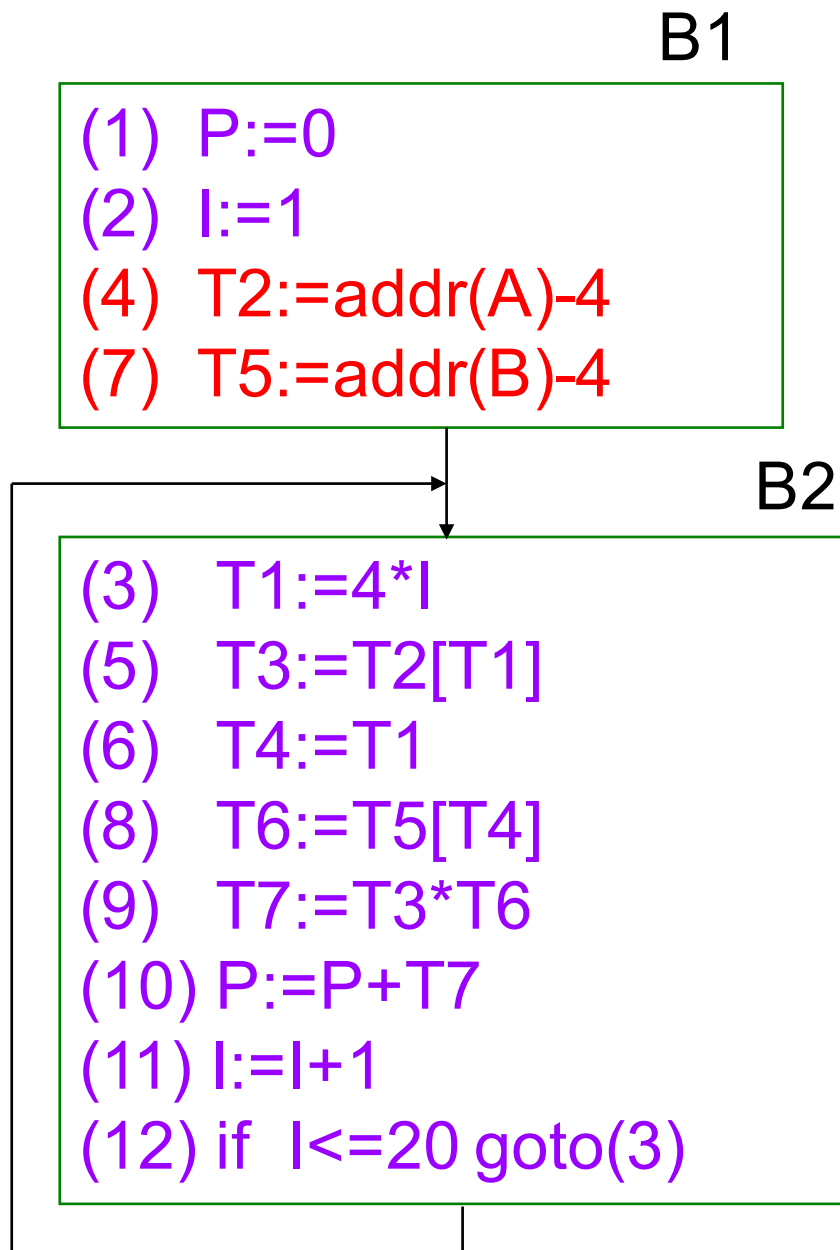 B1
(1) P:=0
(2) I:=1
(4) T2:=addr(A)-4
(7) T5:=addr(B)-4
B2
(3) T1:=4*I
(5) T3:=T2[T1]
(6) T4:=T1
(8) T6:=T5[T4]
(9) T7:=T3*T6
(10) P:=P+T7
(11) I:=I+1
(12) if I<=20 goto(3)